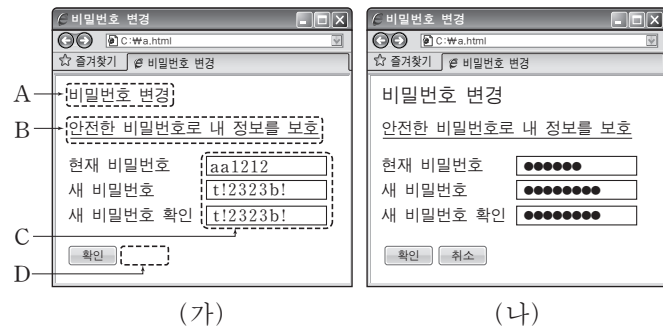 비밀번호 변경
C:₩a.html
즐겨찾기 비밀번호 변경
A
비밀번호 변경
B
안전한 비밀번호로 내 정보를 보호
현재 비밀번호 aa1212
새 비밀번호 t!2323b!
새 비밀번호 확인 t!2323b!
C
확인
D
(가)
비밀번호 변경
C:₩a.html
즐겨찾기 비밀번호 변경
비밀번호 변경
안전한 비밀번호로 내 정보를 보호
현재 비밀번호 ●●●●●●
새 비밀번호 ●●●●●●●●
새 비밀번호 확인 ●●●●●●●●
확인 취소
(나)